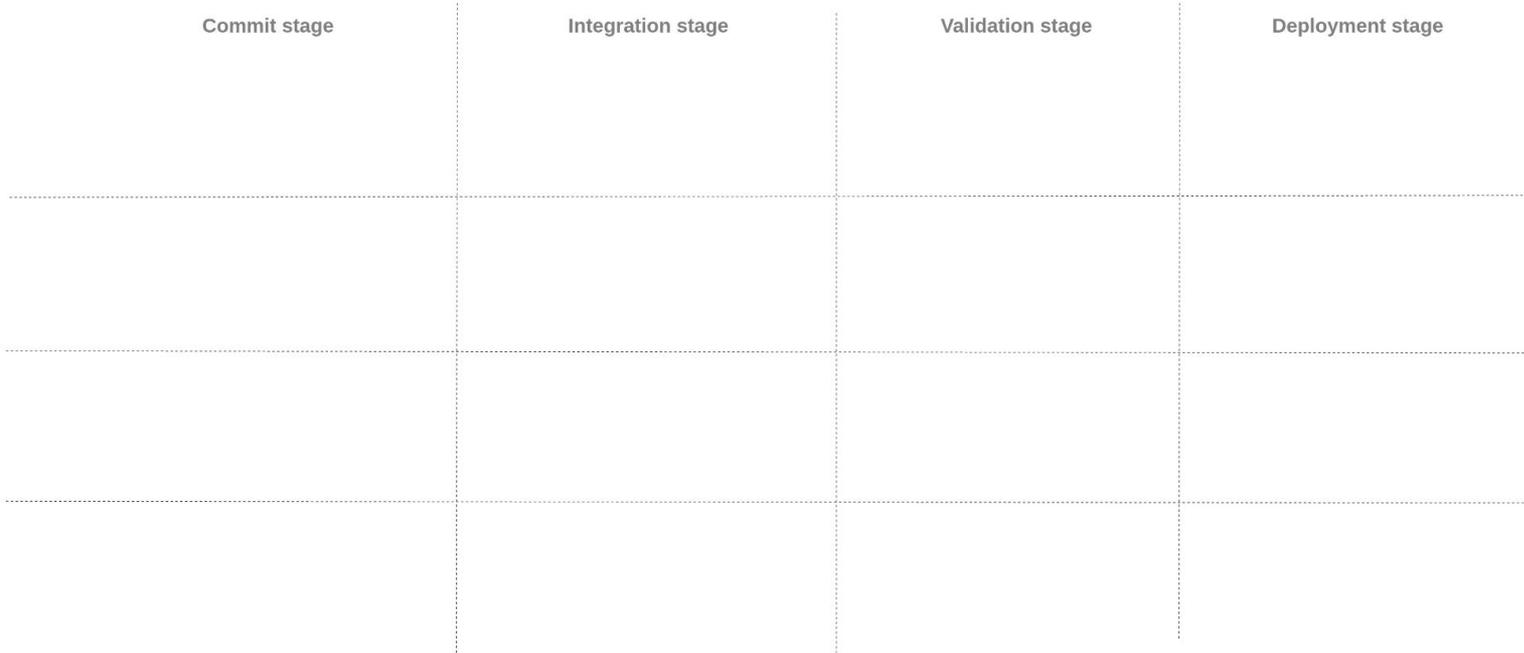 Commit stage
Integration stage
Validation stage
Deployment stage